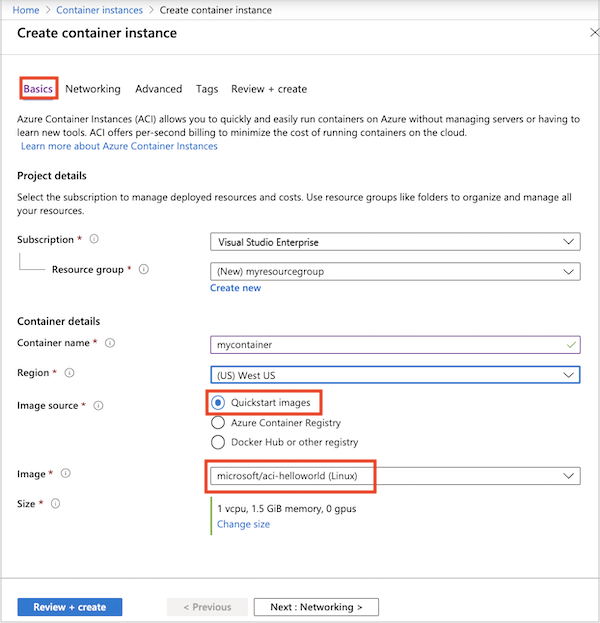 Home > Container instances > Create container instance
Create container instance
Basics Networking Advanced Tags Review + create
Azure Container Instances (ACI) allows you to quickly and easily run containers on Azure without managing servers or having to
learn new tools. ACI offers per-second billing to minimize the cost of running containers on the cloud.
Learn more about Azure Container Instances
Project details
Select the subscription to manage deployed resources and costs. Use resource groups like folders to organize and manage all
your resources.
Subscription * Visual Studio Enterprise
Resource group * (New) myresourcegroup
Create new
Container details
Container name * mycontainer
Region * (US) West US
Image source * Quickstart images
Azure Container Registry
Docker Hub or other registry
Image * microsoft/aci-helloworld (Linux)
Size * 1 vcpu, 1.5 GiB memory, 0 gpus
Change size
Review + create < Previous Next : Networking >